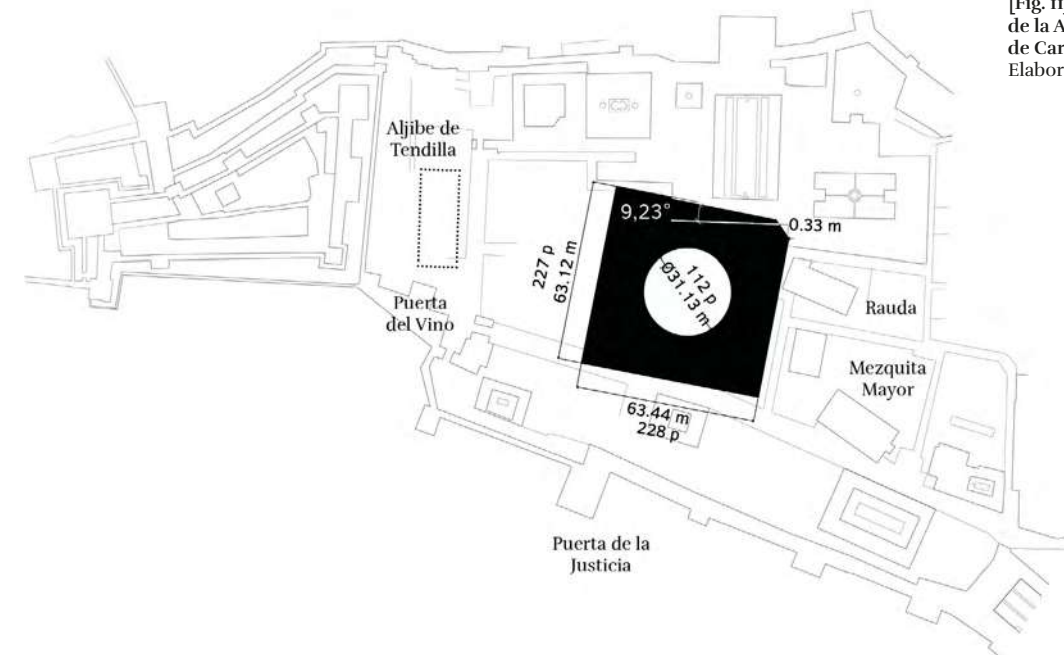 [Fig. 11]
de la A
de Car
Elabor
Aljibe de
Tendilla
9,23°
0.33 m
227 p
63.12 m
112 p
Ø31.13 m
Puerta
del Vino
Rauda
Mezquita
Mayor
63.44 m
228 p
Puerta de la
Justicia